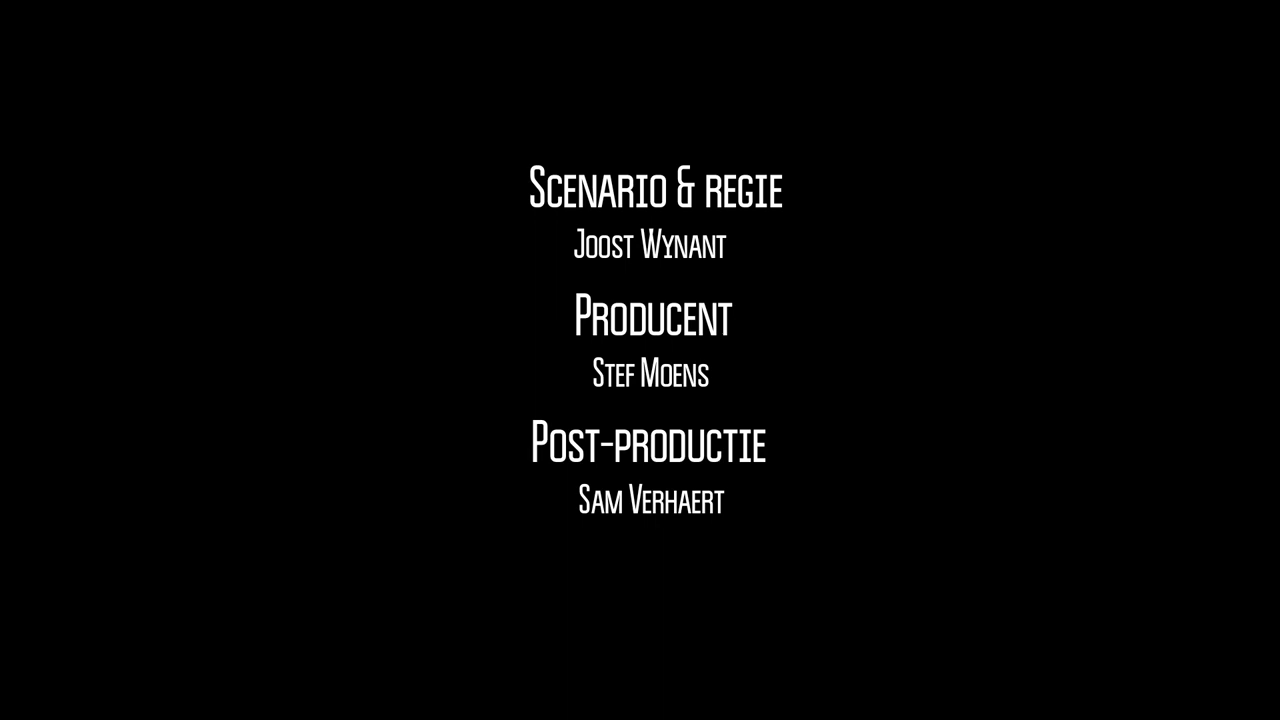 Scenario & regie
Joost Wynant
Producent
Stef Moens
Post-productie
Sam Verhaert